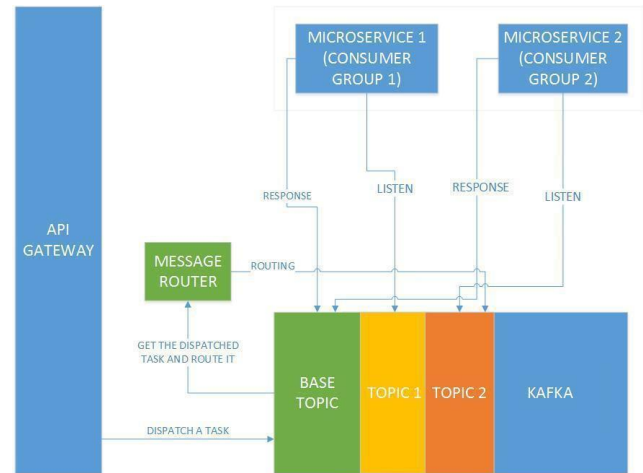 MICROSERVICE 1
(CONSUMER
GROUP 1)
MICROSERVICE 2
(CONSUMER
GROUP 2)
RESPONSE
LISTEN
RESPONSE
LISTEN
API
GATEWAY
MESSAGE
ROUTER
ROUTING
GET THE DISPATCHED
TASK AND ROUTE IT
BASE
TOPIC
TOPIC 1
TOPIC 2
KAFKA
DISPATCH A TASK